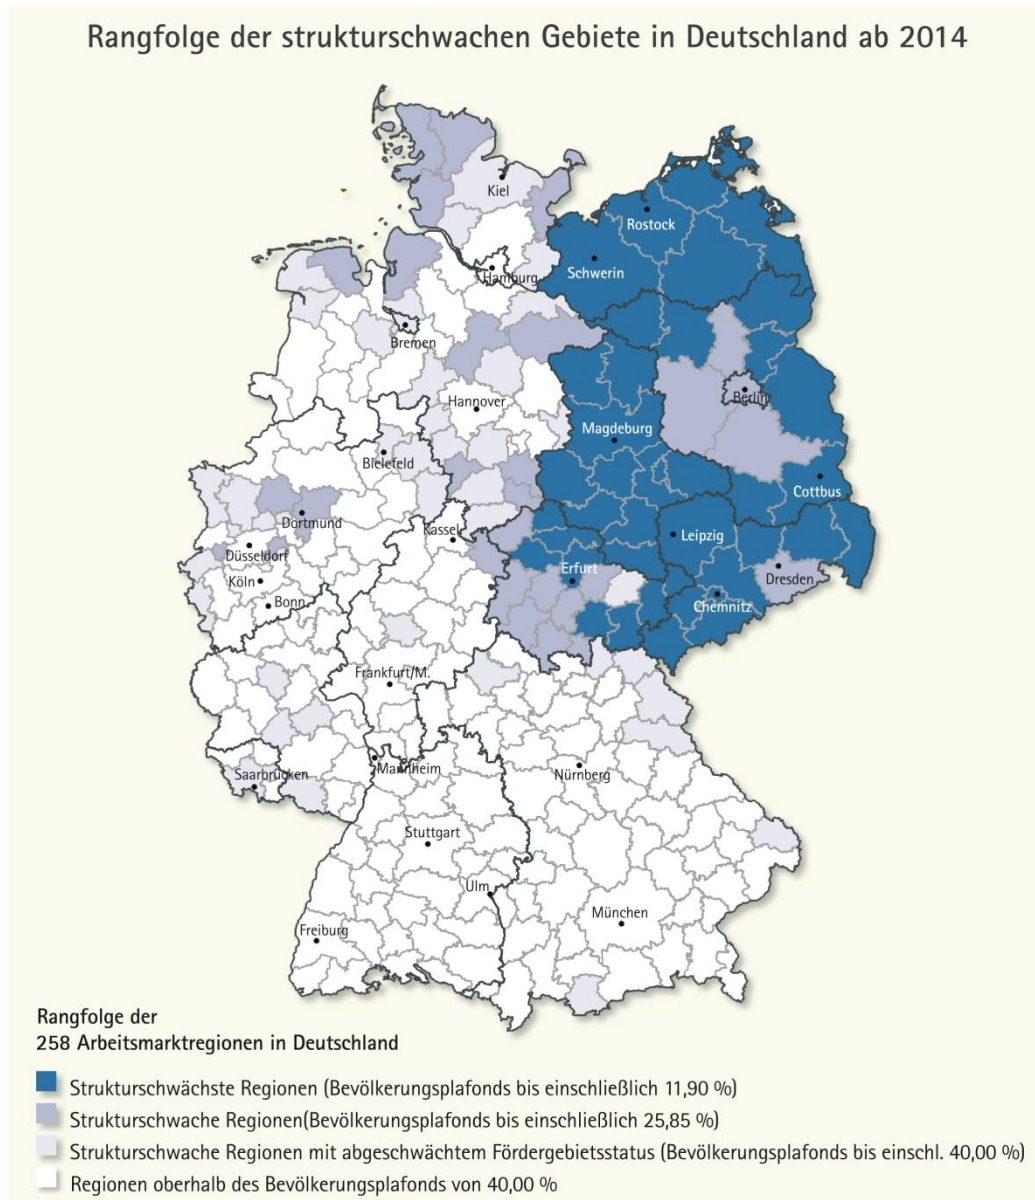 Rangfolge der strukturschwachen Gebiete in Deutschland ab 2014
Kiel
Rostock
Hamburg
Schwerin
Bremen
Berlin
Hannover
Magdeburg
Bielefeld
Cottbus
Dortmund
Kassel
Leipzig
Düsseldorf
Erfurt
Dresden
Köln
Chemnitz
Bonn
Frankfurt/M.
Mannheim
Nürnberg
Saarbrücken
Stuttgart
Ulm
München
Freiburg
Rangfolge der
258 Arbeitsmarktregionen in Deutschland
Strukturschwächste Regionen (Bevölkerungsplafonds bis einschließlich 11,90 %)
Strukturschwache Regionen(Bevölkerungsplafonds bis einschließlich 25,85 %)
Strukturschwache Regionen mit abgeschwächtem Fördergebietsstatus (Bevölkerungsplafonds bis einschl. 40,00 %)
Regionen oberhalb des Bevölkerungsplafonds von 40,00 %